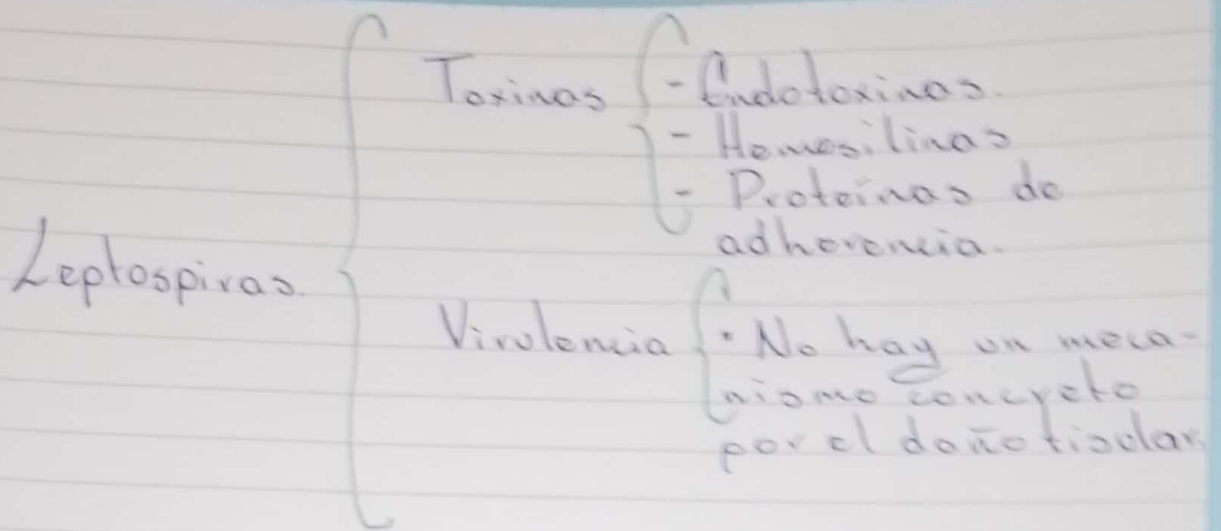 Leptospiras.
Toxinas
- Endotoxinas.
- Hemosilinas
- Proteinas de
adherencia.
Virulencia
• No hay un meca-
nismo concreto
por el daño tisular.